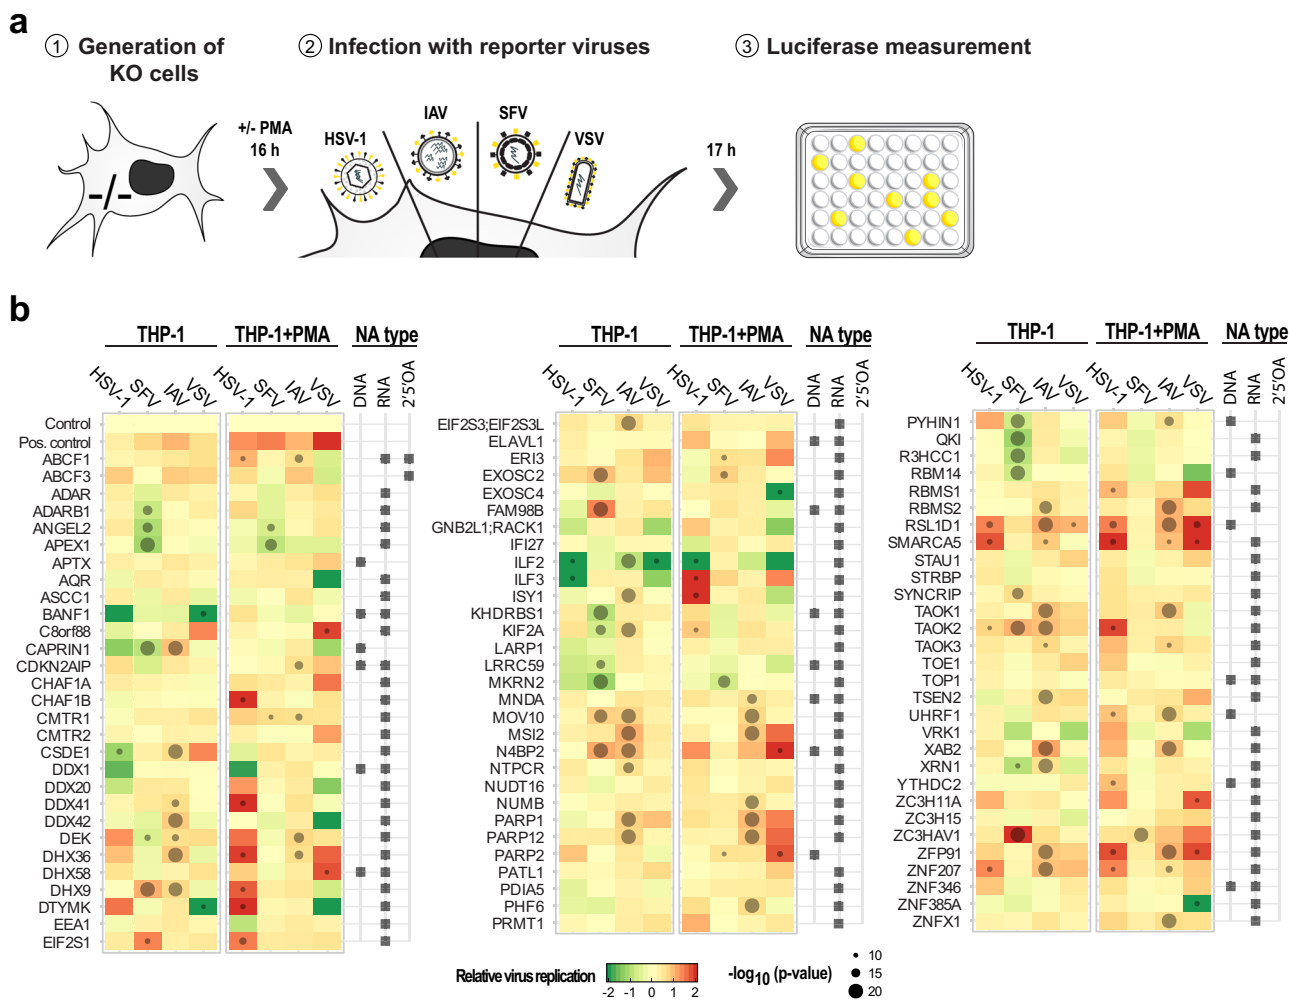 a
① Generation of
KO cells
② Infection with reporter viruses
③ Luciferase measurement
-/-
+/- PMA
16 h
HSV-1
IAV
SFV
VSV
17 h
b
THP-1
THP-1+PMA
NA type
HSV-1
SFV
IAV
VSV
HSV-1
SFV
IAV
VSV
DNA
RNA
2'5'OA
Control
Pos. control
ABCF1
ABCF3
ADAR
ADARB1
ANGEL2
APEX1
APTX
AQR
ASCC1
BANF1
C8orf88
CAPRIN1
CDKN2AIP
CHAF1A
CHAF1B
CMTR1
CMTR2
CSDE1
DDX1
DDX20
DDX41
DDX42
DEK
DHX36
DHX58
DHX9
DTYMK
EEA1
EIF2S1
THP-1
THP-1+PMA
NA type
HSV-1
SFV
IAV
VSV
HSV-1
SFV
IAV
VSV
DNA
RNA
2'5'OA
EIF2S3;EIF2S3L
ELAVL1
ERI3
EXOSC2
EXOSC4
FAM98B
GNB2L1;RACK1
IFI27
ILF2
ILF3
ISY1
KHDRBS1
KIF2A
LARP1
LRRC59
MKRN2
MNDA
MOV10
MSI2
N4BP2
NTPCR
NUDT16
NUMB
PARP1
PARP12
PARP2
PATL1
PDIA5
PHF6
PRMT1
THP-1
THP-1+PMA
NA type
HSV-1
SFV
IAV
VSV
HSV-1
SFV
IAV
VSV
DNA
RNA
2'5'OA
PYHIN1
QKI
R3HCC1
RBM14
RBMS1
RBMS2
RSL1D1
SMARCA5
STAU1
STRBP
SYNCRIP
TAOK1
TAOK2
TAOK3
TOE1
TOP1
TSEN2
UHRF1
VRK1
XAB2
XRN1
YTHDC2
ZC3H11A
ZC3H15
ZC3HAV1
ZFP91
ZNF207
ZNF346
ZNF385A
ZNFX1
Relative virus replication
-2 -1 0 1 2
-log10 (p-value)
10
15
20